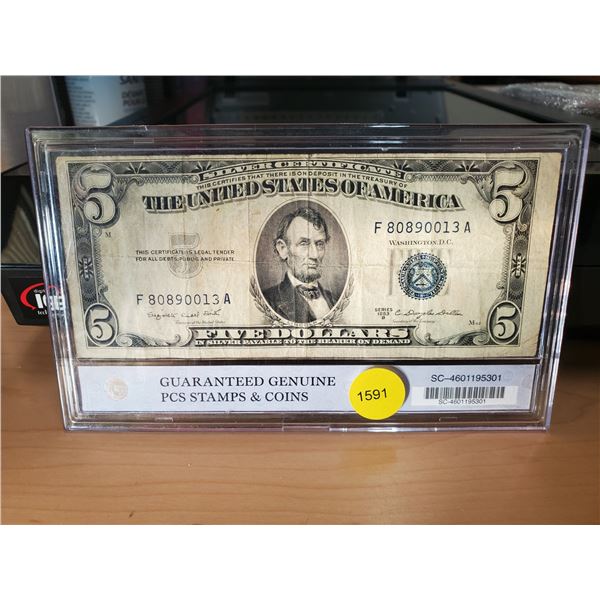 SILVER CERTIFICATE
THIS CERTIFIES THAT THERE IS ON DEPOSIT IN THE TREASURY OF
THE UNITED STATES OF AMERICA
5
5
F 80890013 A
WASHINGTON, D.C.
M
THIS CERTIFICATE IS LEGAL TENDER
FOR ALL DEBTS, PUBLIC AND PRIVATE
5
F 80890013 A
SERIES
1953
B
5
5
FIVE DOLLARS
IN SILVER PAYABLE TO THE BEARER ON DEMAND
GUARANTEED GENUINE
PCS STAMPS & COINS
1591
SC-4601195301
SC-4601195301